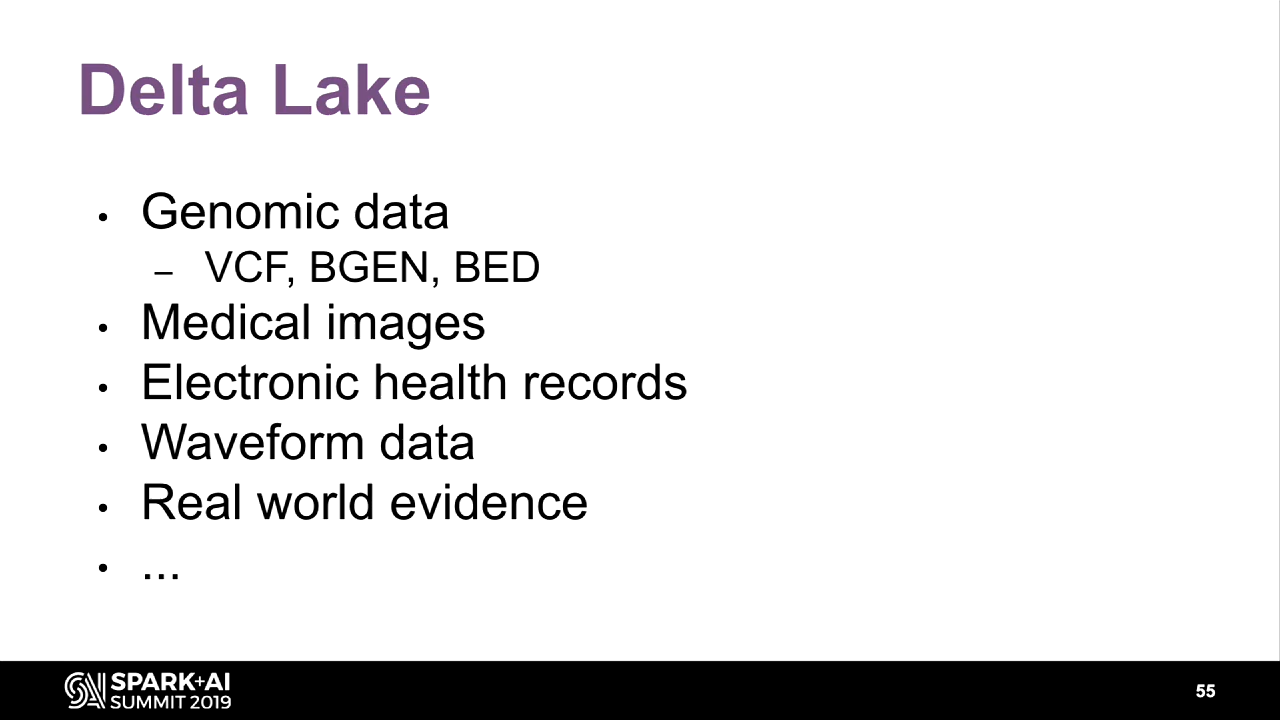 Delta Lake
• Genomic data
– VCF, BGEN, BED
• Medical images
• Electronic health records
• Waveform data
• Real world evidence
• ...
SPARK+AI
SUMMIT 2019
55